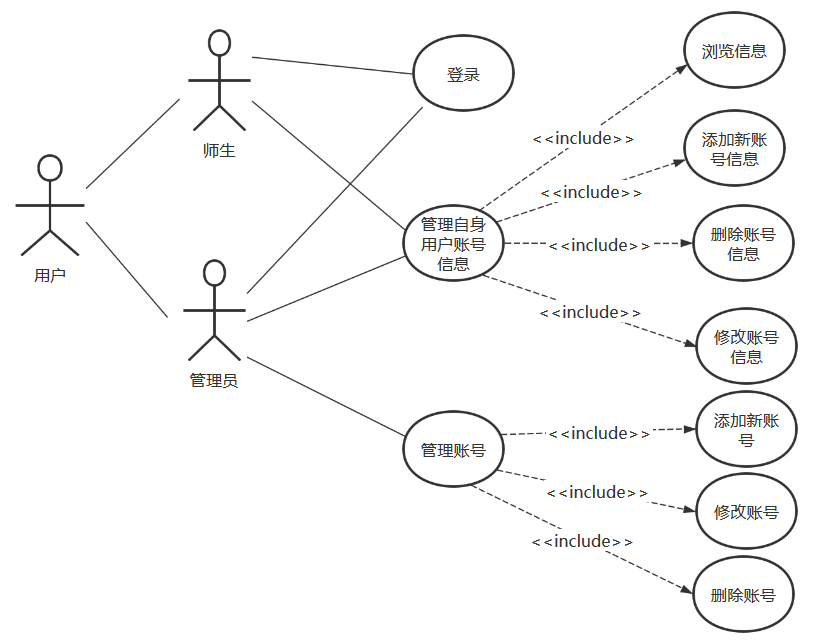 师生
用户
管理员
登录
管理自身
用户账号
信息
管理账号
<<include>>
<<include>>
<<include>>
<<include>>
<<include>>
<<include>>
<<include>>
浏览信息
添加新账
号信息
删除账号
信息
修改账号
信息
添加新账
号
修改账号
删除账号